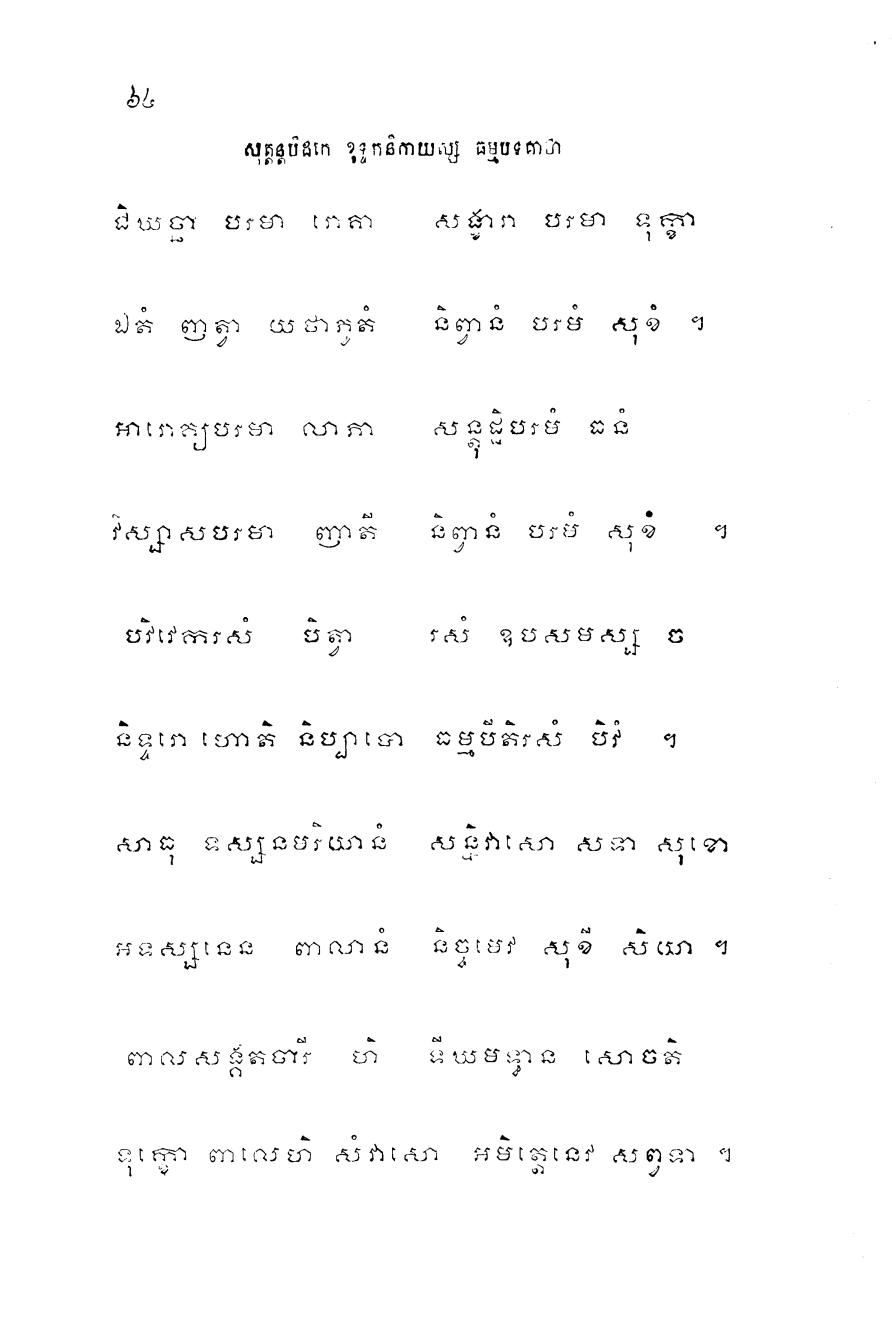 ៦៤
សុត្តន្តបិដកេ ខុទ្ទកនិកាយស្ស ធម្មបទគាថា
ជិឃច្ឆា បរមា រោគា សង្ខារា បរមា ទុក្ខា
ឯតំ ញត្វា យថាភូតំ និព្វានំ បរមំ សុខំ ។
អារោគ្យបរមា លាភា សន្តុដ្ឋិបរមំ ធនំ
វិស្សាសបរមា ញាតី និព្វានំ បរមំ សុខំ ។
បវិវេករសំ បិត្វា រសំ ឧបសមស្ស ច
និទ្ទរោ ហោតិ និប្បាបោ ធម្មបីតិរសំ បិវំ ។
សាធុ ទស្សនមរិយានំ សន្និវាសោ សទា សុខោ
អទស្សនេន ពាលានំ និច្ចមេវ សុខី សិយា ។
ពាលសង្គតចារី ហិ ទីឃមទ្ធាន សោចតិ
ទុក្ខោ ពាលេហិ សំវាសោ អមិត្តេនេវ សព្វទា ។